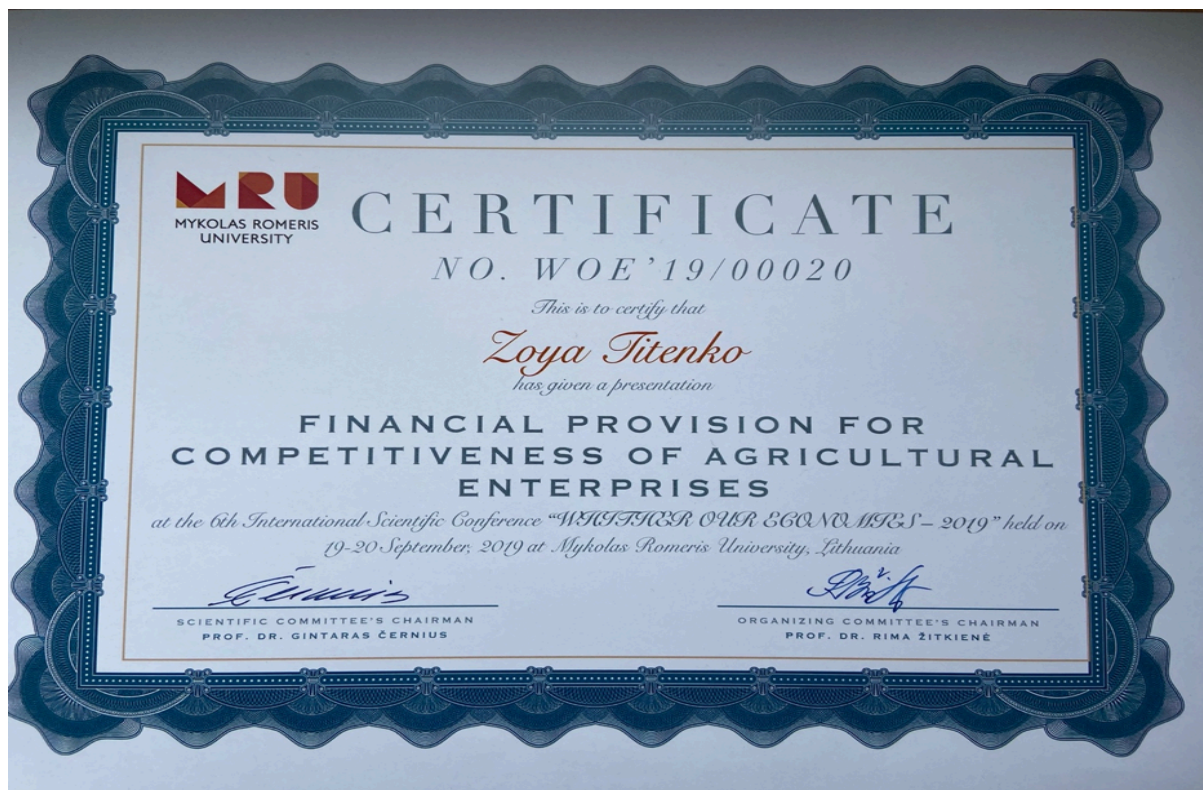 MRU
MYKOLAS ROMERIS
UNIVERSITY
CERTIFICATE
NO. WOE'19/00020
This is to certify that
Zoya Titenko
has given a presentation
FINANCIAL PROVISION FOR
COMPETITIVENESS OF AGRICULTURAL
ENTERPRISES
at the 6th International Scientific Conference “WHITHER OUR ECONOMIES – 2019” held on
19-20 September, 2019 at Mykolas Romeris University, Lithuania
SCIENTIFIC COMMITTEE'S CHAIRMAN
PROF. DR. GINTARAS ČERNIUS
ORGANIZING COMMITTEE'S CHAIRMAN
PROF. DR. RIMA ŽITKIENĖ